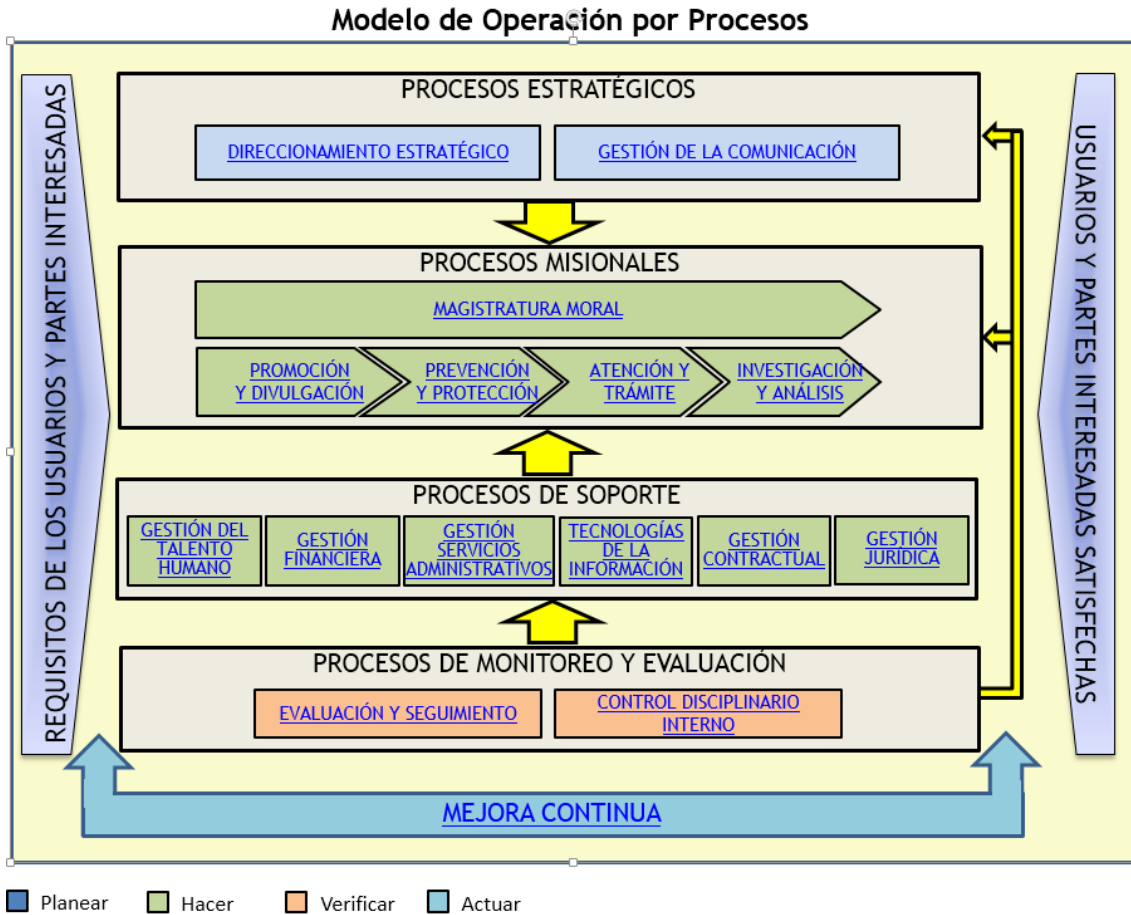 Modelo de Operación por Procesos
REQUISITOS DE LOS USUARIOS Y PARTES INTERESADAS
PROCESOS ESTRATÉGICOS
DIRECCIONAMIENTO ESTRATÉGICO
GESTIÓN DE LA COMUNICACIÓN
PROCESOS MISIONALES
MAGISTRATURA MORAL
PROMOCIÓN
Y DIVULGACIÓN
PREVENCIÓN
Y PROTECCIÓN
ATENCIÓN Y
TRÁMITE
INVESTIGACIÓN
Y ANÁLISIS
PROCESOS DE SOPORTE
GESTIÓN DEL
TALENTO
HUMANO
GESTIÓN
FINANCIERA
GESTIÓN
SERVICIOS
ADMINISTRATIVOS
TECNOLOGÍAS
DE LA
INFORMACIÓN
GESTIÓN
CONTRACTUAL
GESTIÓN
JURÍDICA
PROCESOS DE MONITOREO Y EVALUACIÓN
EVALUACIÓN Y SEGUIMIENTO
CONTROL DISCIPLINARIO
INTERNO
USUARIOS Y PARTES INTERESADAS SATISFECHAS
MEJORA CONTINUA
Planear
Hacer
Verificar
Actuar